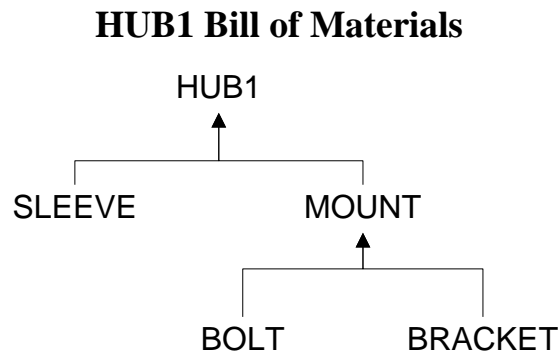 HUB1 Bill of Materials
HUB1
SLEEVE MOUNT
BOLT BRACKET